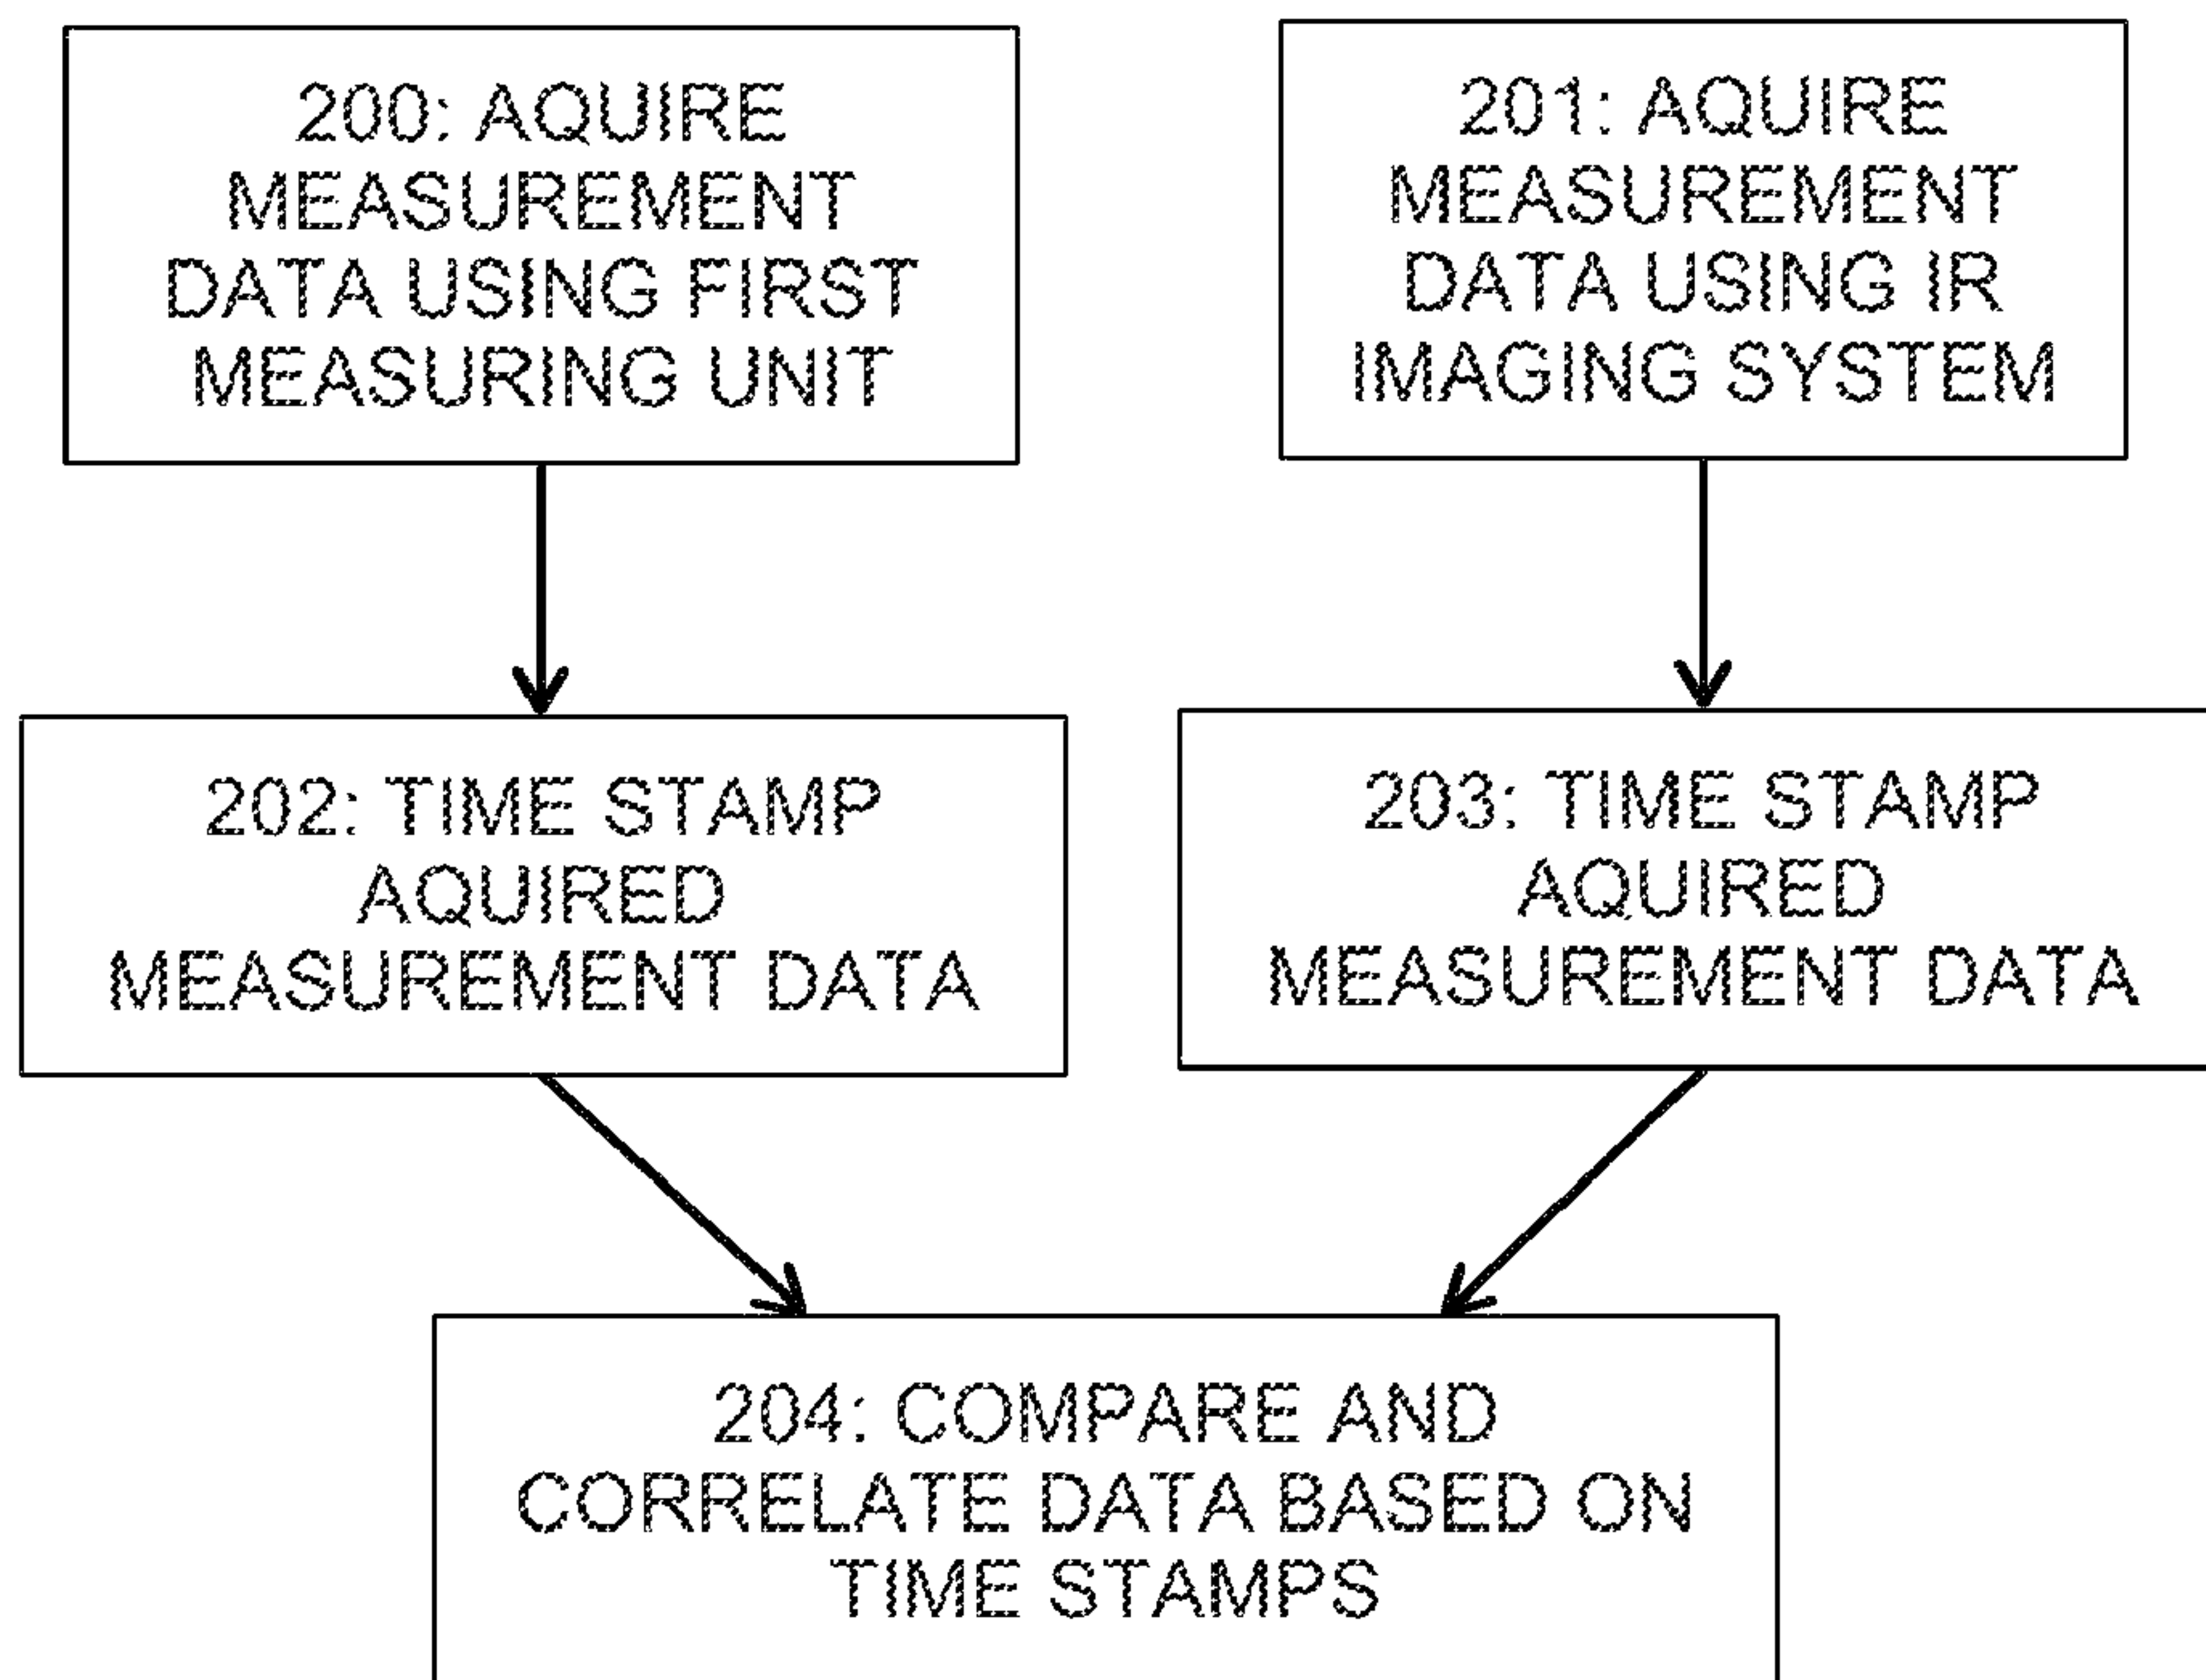 200: AQUIRE
MEASUREMENT
DATA USING FIRST
MEASURING UNIT
201: AQUIRE
MEASUREMENT
DATA USING IR
IMAGING SYSTEM
202: TIME STAMP
AQUIRED
MEASUREMENT DATA
203: TIME STAMP
AQUIRED
MEASUREMENT DATA
204: COMPARE AND
CORRELATE DATA BASED ON
TIME STAMPS